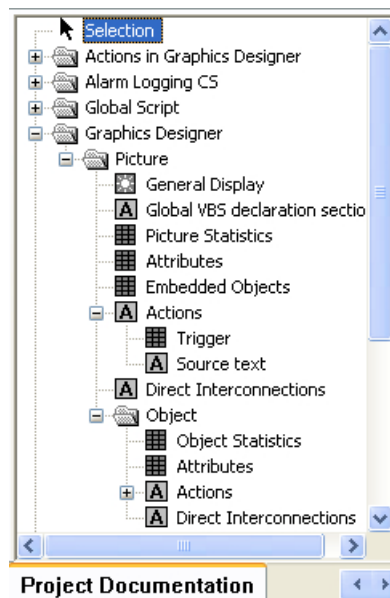 Selection
Actions in Graphics Designer
Alarm Logging CS
Global Script
Graphics Designer
Picture
General Display
Global VBS declaration sectio
Picture Statistics
Attributes
Embedded Objects
Actions
Trigger
Source text
Direct Interconnections
Object
Object Statistics
Attributes
Actions
Direct Interconnections
Project Documentation